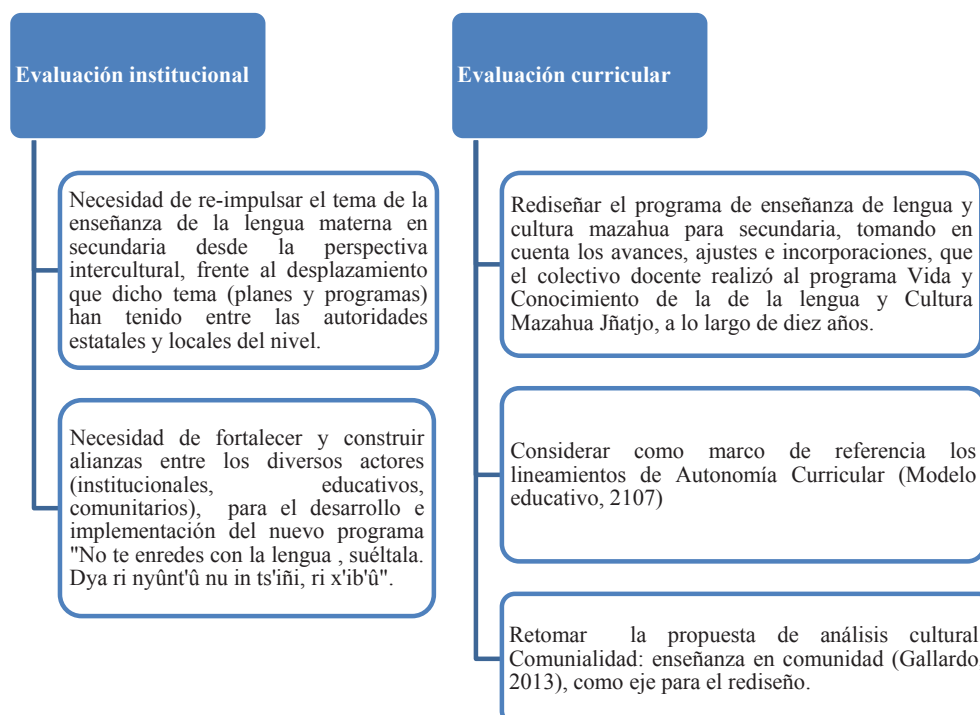 Evaluación institucional
Necesidad de re-impulsar el tema de la
enseñanza de la lengua materna en
secundaria desde la perspectiva
intercultural, frente al desplazamiento
que dicho tema (planes y programas)
han tenido entre las autoridades
estatales y locales del nivel.
Necesidad de fortalecer y construir
alianzas entre los diversos actores
(institucionales, educativos,
comunitarios), para el desarrollo e
implementación del nuevo programa
"No te enredes con la lengua , suéltala.
Dya ri nyûnt'û nu in ts'iñi, ri x'ib'û".
Evaluación curricular
Rediseñar el programa de enseñanza de lengua y
cultura mazahua para secundaria, tomando en
cuenta los avances, ajustes e incorporaciones, que
el colectivo docente realizó al programa Vida y
Conocimiento de la de la lengua y Cultura
Mazahua Jñatjo, a lo largo de diez años.
Considerar como marco de referencia los
lineamientos de Autonomía Curricular (Modelo
educativo, 2107)
Retomar la propuesta de análisis cultural
Comunialidad: enseñanza en comunidad (Gallardo
2013), como eje para el rediseño.